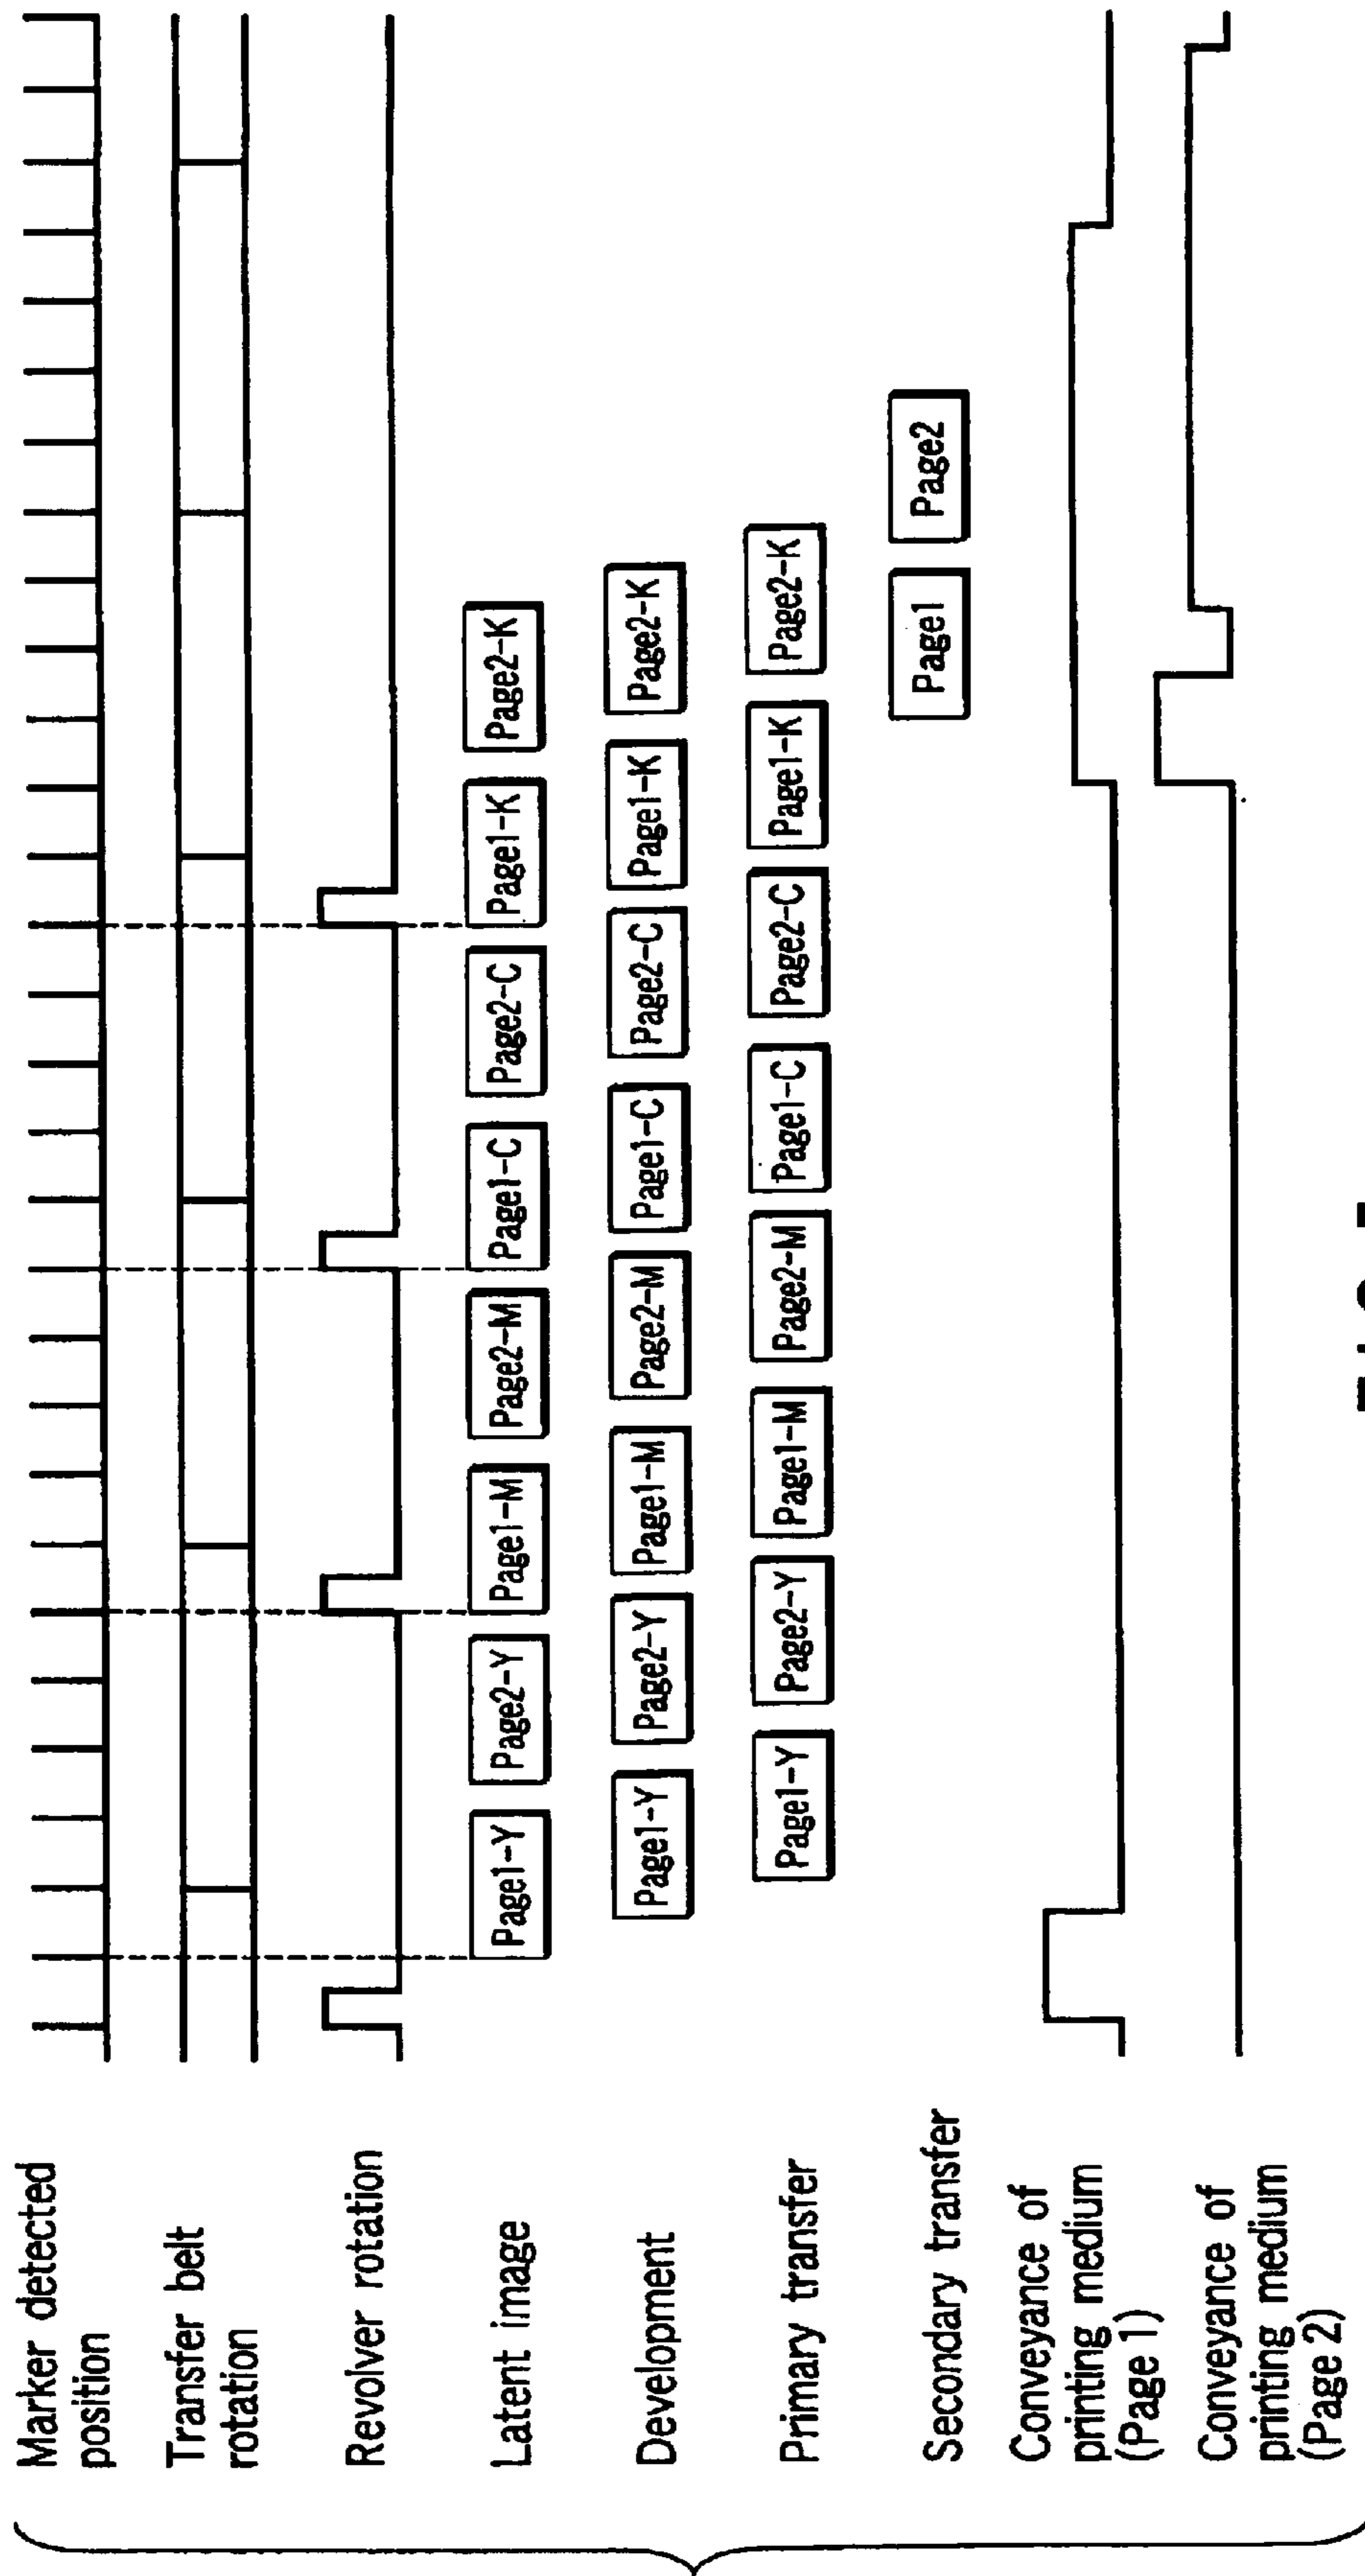 Marker detected
position
Transfer belt
rotation
Revolver rotation
Latent image
Page1-Y
Page2-Y
Page1-M
Page2-M
Page1-C
Page2-C
Page1-K
Page2-K
Development
Page1-Y
Page2-Y
Page1-M
Page2-M
Page1-C
Page2-C
Page1-K
Page2-K
Primary transfer
Page1-Y
Page2-Y
Page1-M
Page2-M
Page1-C
Page2-C
Page1-K
Page2-K
Secondary transfer
Page1
Page2
Conveyance of
printing medium
(Page 1)
Conveyance of
printing medium
(Page 2)